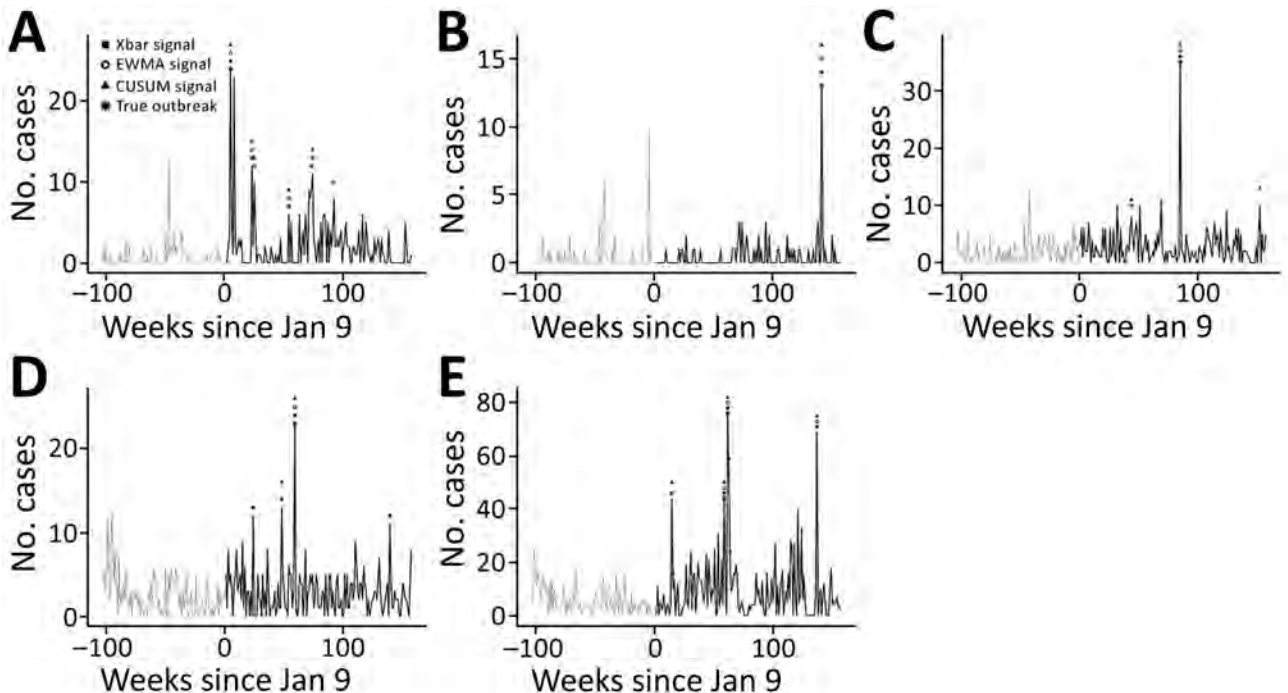 A
Xbar signal
EWMA signal
CUSUM signal
True outbreak
No. cases
20
10
0
−100 0 100
Weeks since Jan 9
B
No. cases
15
10
5
0
−100 0 100
Weeks since Jan 9
C
No. cases
30
20
10
0
−100 0 100
Weeks since Jan 9
D
No. cases
20
10
0
−100 0 100
Weeks since Jan 9
E
No. cases
80
60
40
20
0
−100 0 100
Weeks since Jan 9